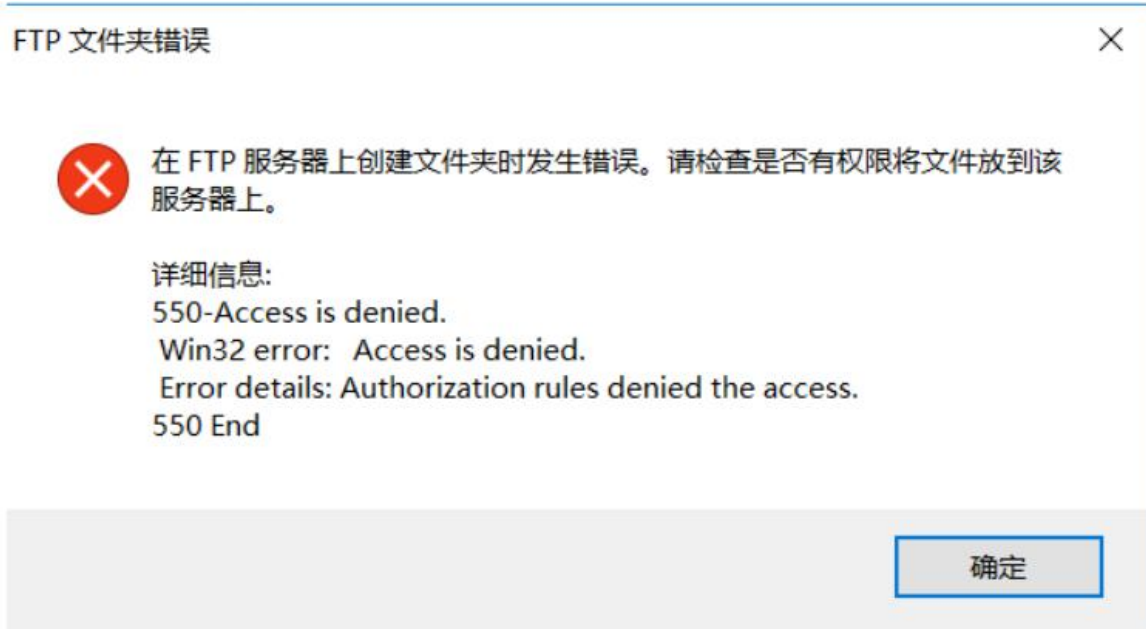 FTP 文件夹错误
在 FTP 服务器上创建文件夹时发生错误。请检查是否有权限将文件放到该
服务器上。
详细信息:
550-Access is denied.
Win32 error:   Access is denied.
Error details: Authorization rules denied the access.
550 End
确定